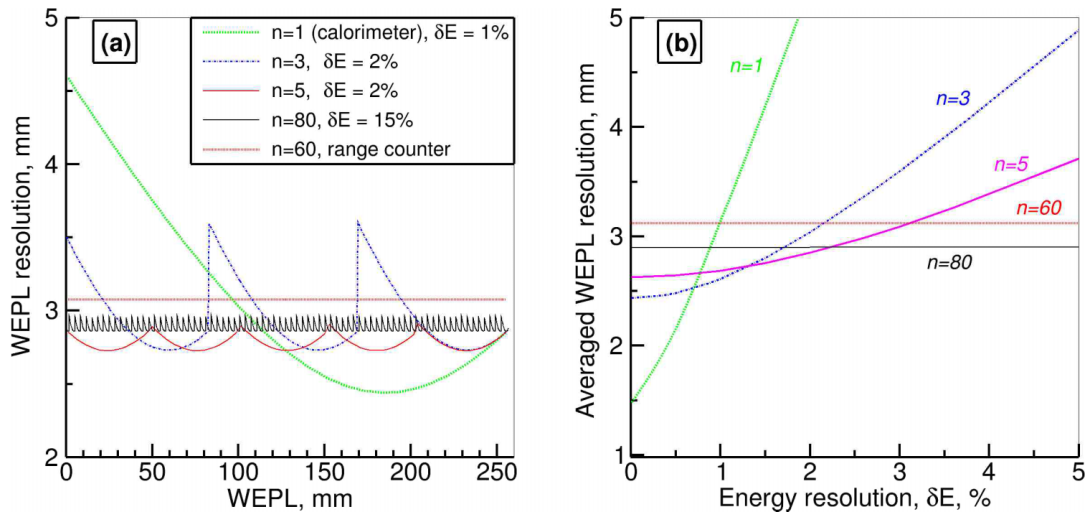 (a)
n=1 (calorimeter), δE = 1%
n=3, δE = 2%
n=5, δE = 2%
n=80, δE = 15%
n=60, range counter
WEPL resolution, mm
5
4
3
2
0 50 100 150 200 250
WEPL, mm
(b)
n=1
n=3
n=5
n=60
n=80
Averaged WEPL resolution, mm
5
4
3
2
1
0 1 2 3 4 5
Energy resolution, δE, %